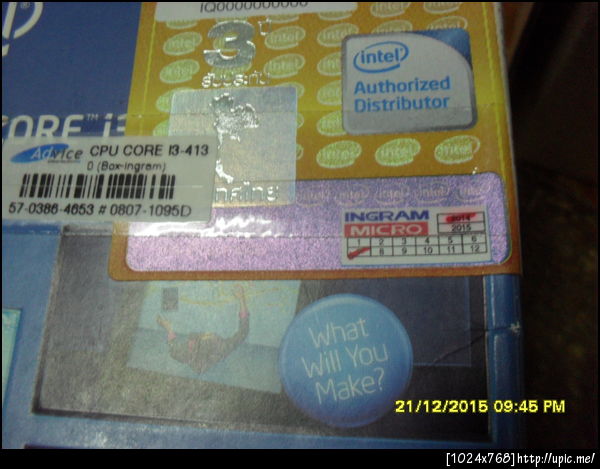 IQ0000000000
3
intel
Authorized
Distributor
CORE™ i3
Advice CPU CORE I3-413
0 (Box-Ingram)
57-0386-4653 # 0807-1095D
INGRAM
MICRO
2014
2015
1 2 3 4 5 6
8 9 10 11 12
What
Will You
Make?
21/12/2015 09:45 PM
[1024x768]http://upic.me/